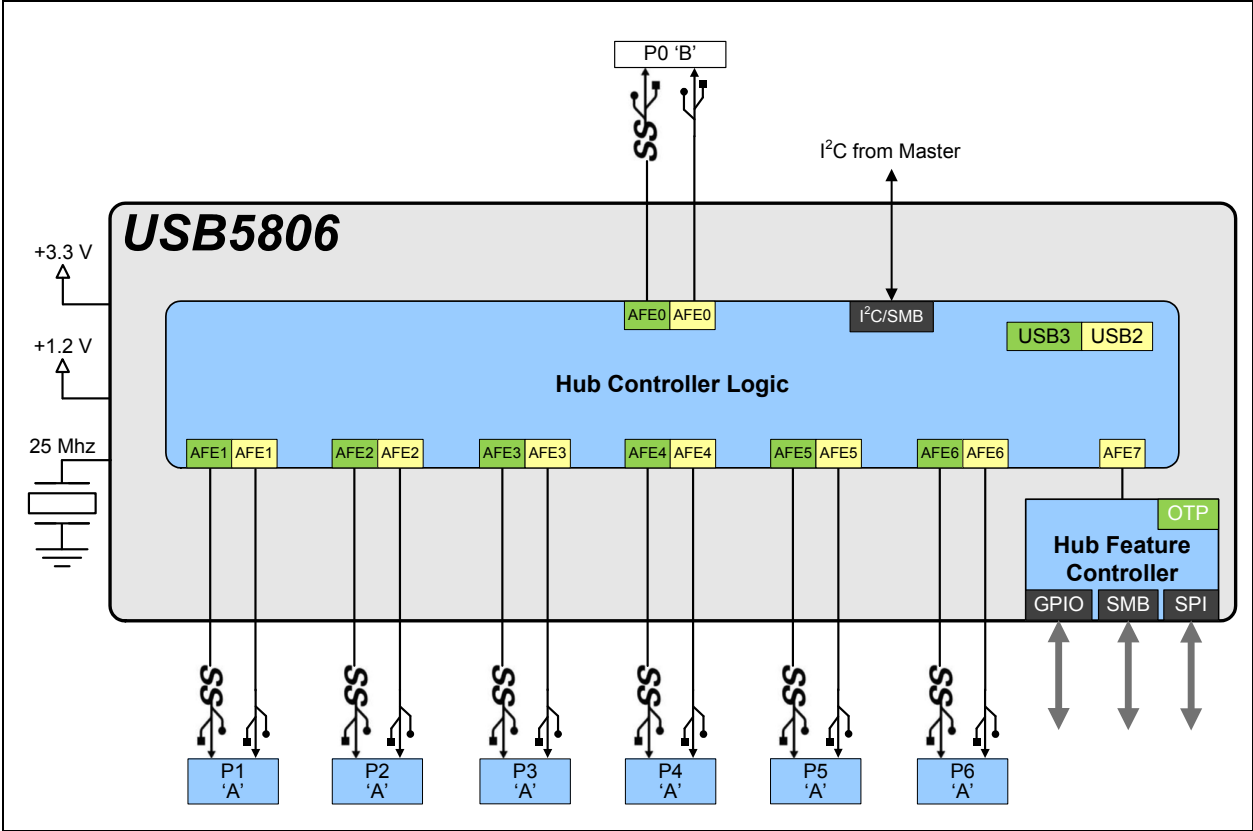 P0 ‘B’
SS
I²C from Master
USB5806
+3.3 V
+1.2 V
25 Mhz
AFE0 AFE0
I²C/SMB
USB3 USB2
Hub Controller Logic
AFE1 AFE1 AFE2 AFE2 AFE3 AFE3 AFE4 AFE4 AFE5 AFE5 AFE6 AFE6 AFE7
OTP
Hub Feature
Controller
GPIO SMB SPI
SS SS SS SS SS SS
P1
‘A’
P2
‘A’
P3
‘A’
P4
‘A’
P5
‘A’
P6
‘A’